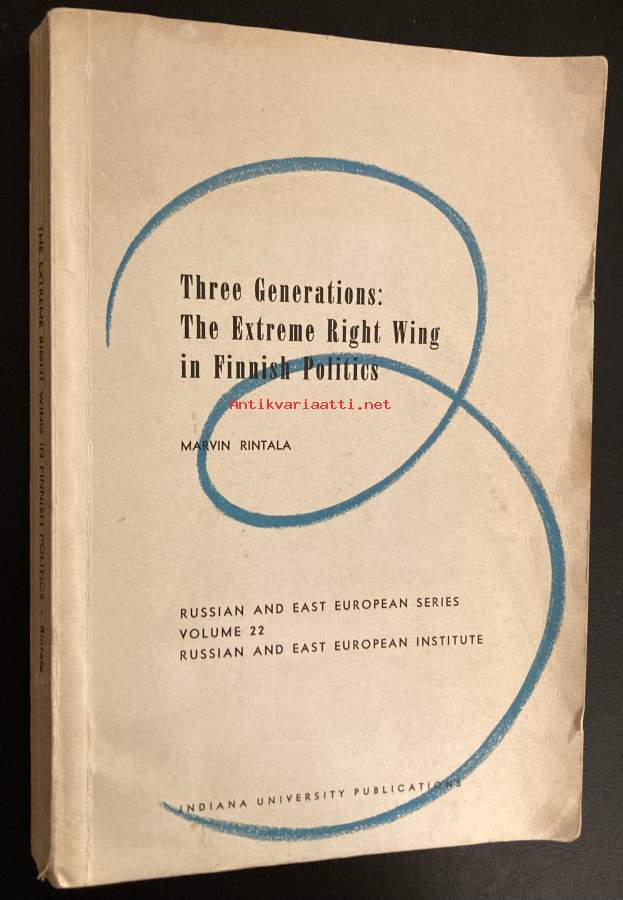 THE EXTREME RIGHT WING IN FINNISH POLITICS • Rintala
Three Generations:
The Extreme Right Wing
in Finnish Politics
Antikvariaatti.net
MARVIN RINTALA
RUSSIAN AND EAST EUROPEAN SERIES
VOLUME 22
RUSSIAN AND EAST EUROPEAN INSTITUTE
INDIANA UNIVERSITY PUBLICATIONS